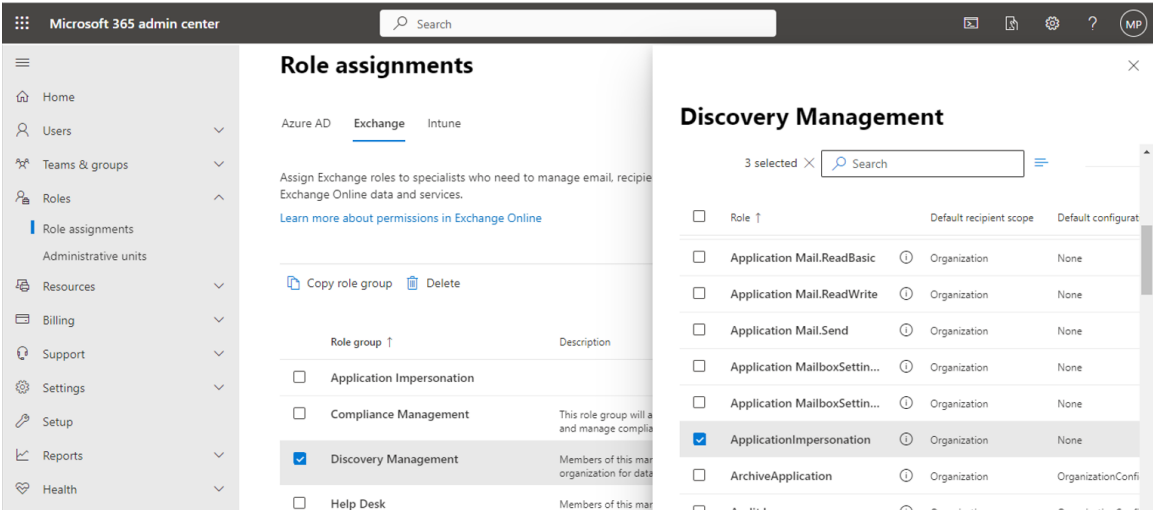 Microsoft 365 admin center
Search
MP
Home
Users
Teams & groups
Roles
Role assignments
Administrative units
Resources
Billing
Support
Settings
Setup
Reports
Health
Role assignments
Azure AD Exchange Intune
Assign Exchange roles to specialists who need to manage email, recipie
Exchange Online data and services.
Learn more about permissions in Exchange Online
Copy role group Delete
Role group ↑ Description
Application Impersonation
Compliance Management This role group will a
and manage complia
Discovery Management Members of this mar
organization for data
Help Desk Members of this mar
Discovery Management
3 selected Search
Role ↑ Default recipient scope Default configurat
Application Mail.ReadBasic Organization None
Application Mail.ReadWrite Organization None
Application Mail.Send Organization None
Application MailboxSettin... Organization None
Application MailboxSettin... Organization None
ApplicationImpersonation Organization None
ArchiveApplication Organization OrganizationConfi